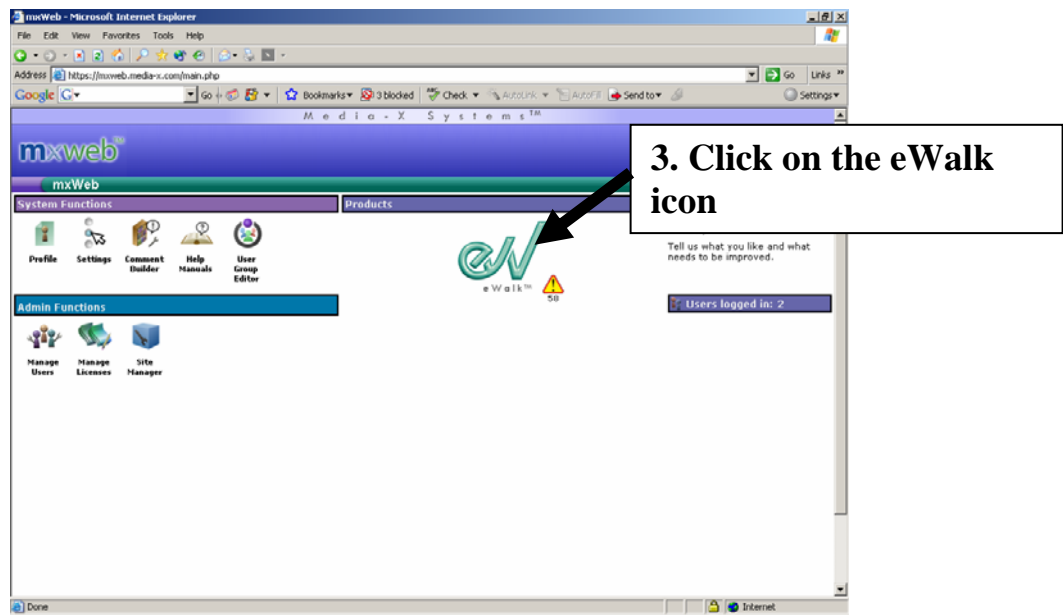 mxWeb - Microsoft Internet Explorer
File Edit View Favorites Tools Help
Address https://mxweb.media-x.com/main.php Go Links »
Google G Go Bookmarks 3 blocked Check AutoLink AutoFill Send to Settings
Media-X Systems™
mxweb™
mxWeb
System Functions
Products
3. Click on the eWalk
icon
Profile
Settings
Comment
Builder
Help
Manuals
User
Group
Editor
eW
eWalk™
50
Tell us what you like and what
needs to be improved.
Users logged in: 2
Admin Functions
Manage
Users
Manage
Licenses
Site
Manager
Done
Internet